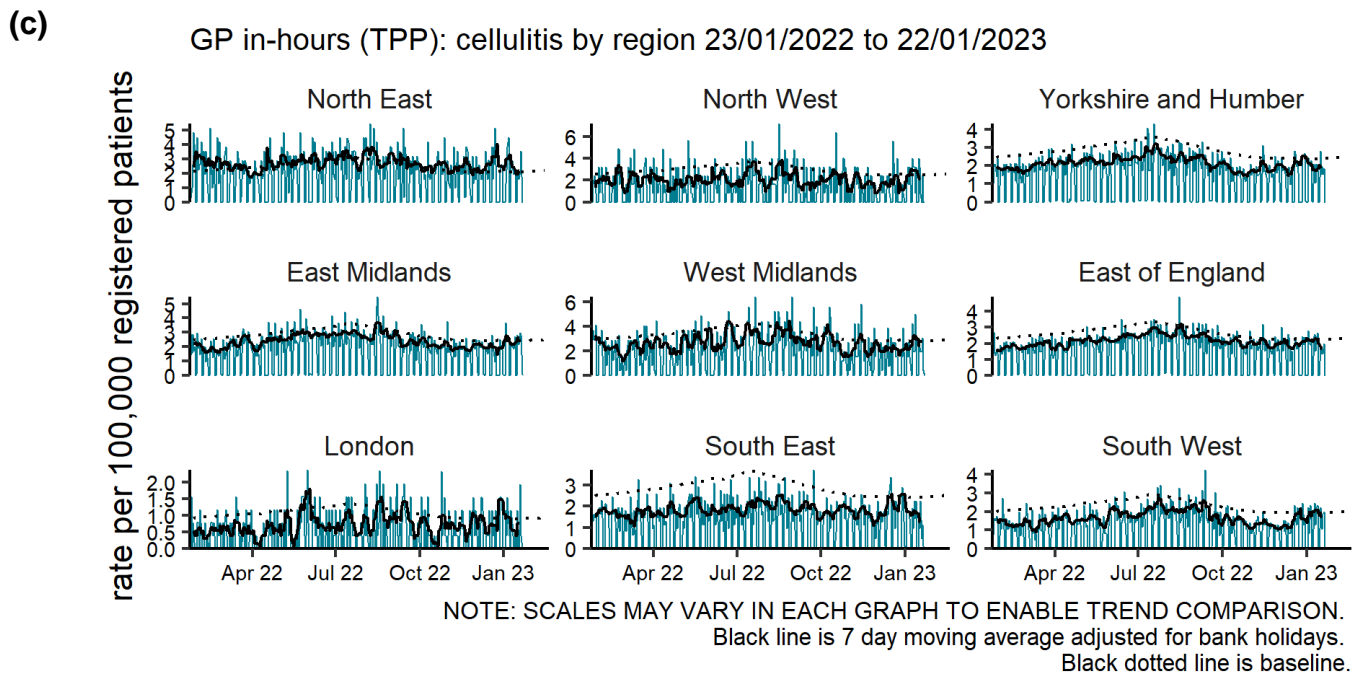 (c)
GP in-hours (TPP): cellulitis by region 23/01/2022 to 22/01/2023
rate per 100,000 registered patients
North East
5
4
3
2
1
0
North West
6
4
2
0
Yorkshire and Humber
4
3
2
1
0
East Midlands
5
4
3
2
1
0
West Midlands
6
4
2
0
East of England
4
3
2
1
0
London
2.0
1.5
1.0
0.5
0.0
South East
3
2
1
0
South West
4
3
2
1
0
Apr 22 Jul 22 Oct 22 Jan 23
Apr 22 Jul 22 Oct 22 Jan 23
Apr 22 Jul 22 Oct 22 Jan 23
NOTE: SCALES MAY VARY IN EACH GRAPH TO ENABLE TREND COMPARISON.
Black line is 7 day moving average adjusted for bank holidays.
Black dotted line is baseline.